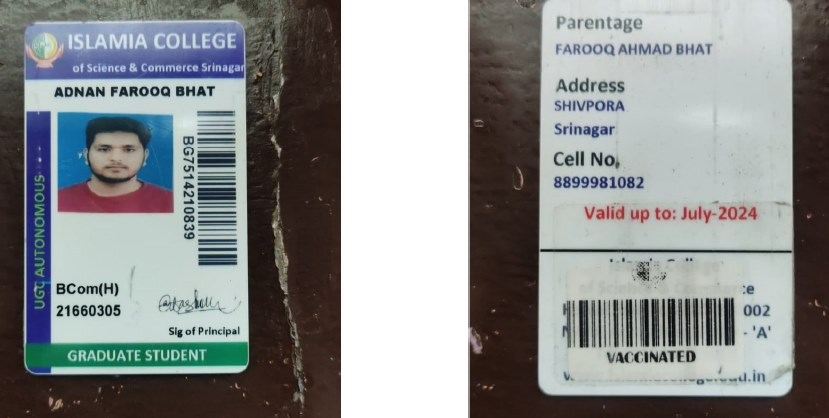 ISLAMIA COLLEGE
of Science & Commerce Srinagar
ADNAN FAROOQ BHAT
UGC AUTONOMOUS
BG7514210839
BCom(H)
21660305
Sig of Principal
GRADUATE STUDENT
Parentage
FAROOQ AHMAD BHAT
Address
SHIVPORA
Srinagar
Cell No.
8899981082
Valid up to: July-2024
002
- 'A'
VACCINATED